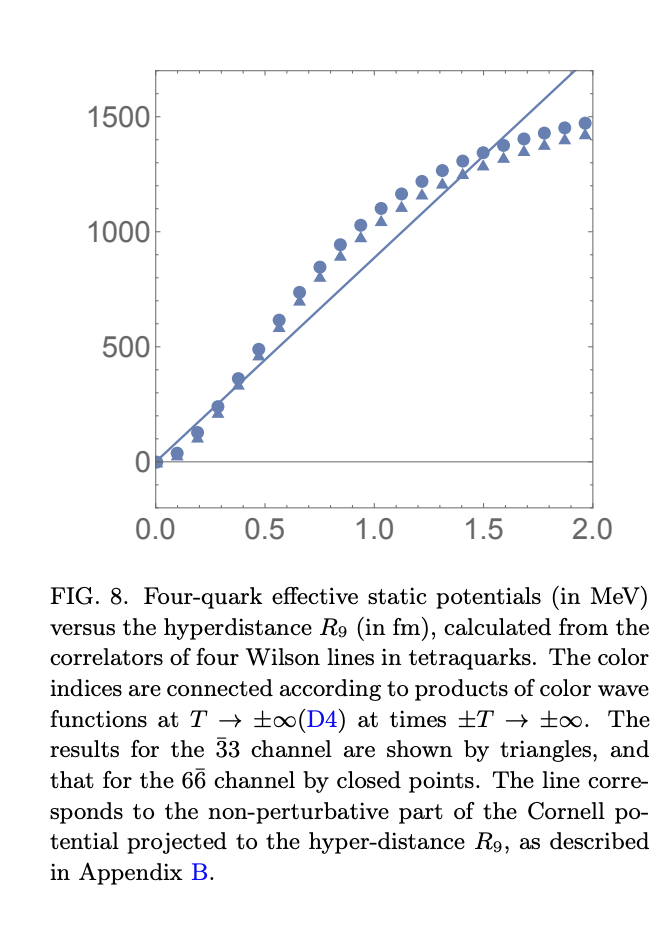 1500
1000
500
0
0.0 0.5 1.0 1.5 2.0
FIG. 8. Four-quark effective static potentials (in MeV)
versus the hyperdistance R₉ (in fm), calculated from the
correlators of four Wilson lines in tetraquarks. The color
indices are connected according to products of color wave
functions at T → ±∞(D4) at times ±T → ±∞. The
results for the 3̄3 channel are shown by triangles, and
that for the 66̄ channel by closed points. The line corre-
sponds to the non-perturbative part of the Cornell po-
tential projected to the hyper-distance R₉, as described
in Appendix B.